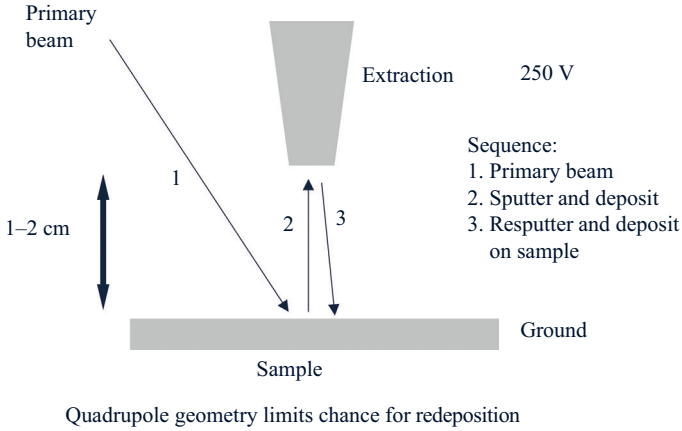 Primary
beam
Extraction
250 V
Sequence:
1. Primary beam
2. Sputter and deposit
3. Resputter and deposit
on sample
1
2
3
1–2 cm
Ground
Sample
Quadrupole geometry limits chance for redeposition